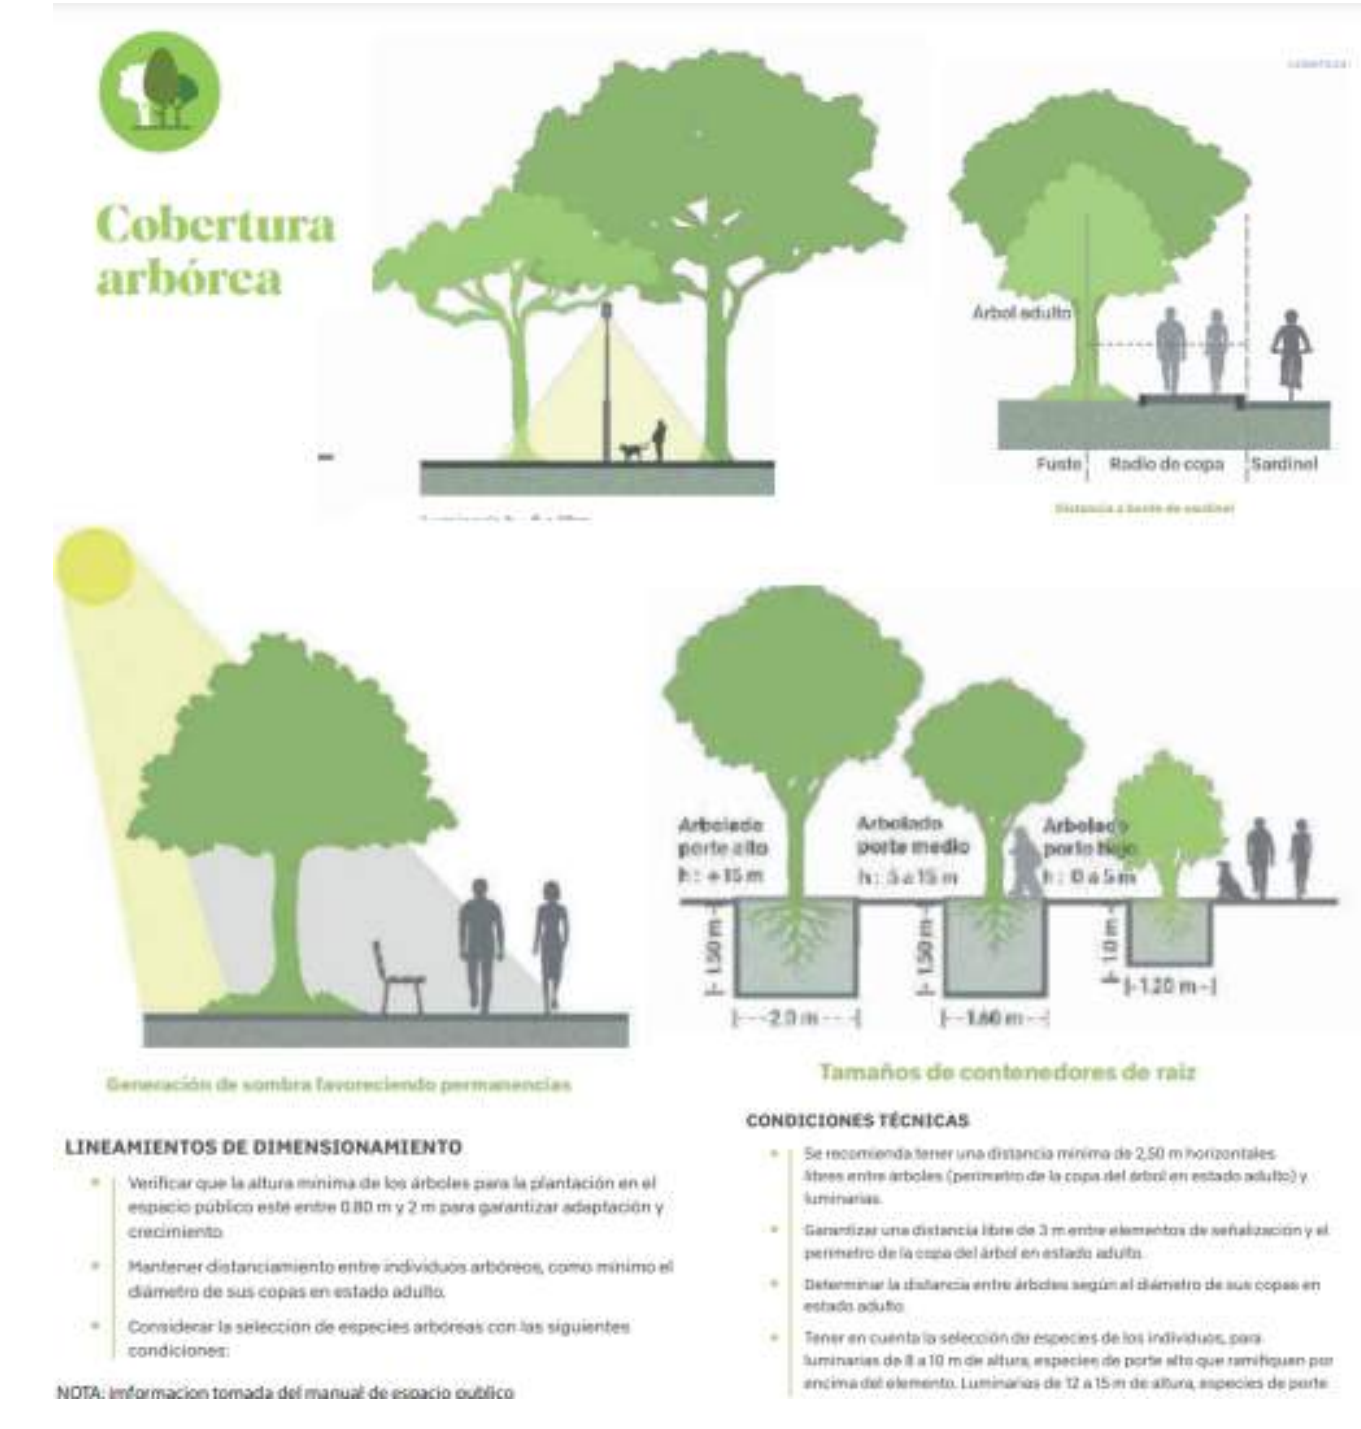 Cobertura
arbórea
Arbol adulto
Fuste
Radio de copa
Sardinel
Distancia a borde de sardinel
Generación de sombra favoreciendo permanencias
Arbolado
porte alto
h: +15 m
Arbolado
porte medio
h: 5 a 15 m
Arbolado
porte bajo
h: 0 a 5 m
1.50 m
2.0 m
1.50 m
1.60 m
1.0 m
1.20 m
Tamaños de contenedores de raiz
LINEAMIENTOS DE DIMENSIONAMIENTO
Verificar que la altura mínima de los árboles para la plantación en el
espacio público esté entre 0.80 m y 2 m para garantizar adaptación y
crecimiento
Mantener distanciamiento entre individuos arbóreos, como mínimo el
diámetro de sus copas en estado adulto.
Considerar la selección de especies arbóreas con las siguientes
condiciones:
NOTA: imformacion tomada del manual de espacio publico
CONDICIONES TÉCNICAS
Se recomienda tener una distancia mínima de 2,50 m horizontales
libres entre árboles (perímetro de la copa del árbol en estado adulto) y
luminarias.
Garantizar una distancia libre de 3 m entre elementos de señalización y el
perímetro de la copa del árbol en estado adulto.
Determinar la distancia entre árboles según el diámetro de sus copas en
estado adulto
Tener en cuenta la selección de especies de los individuos, para
luminarias de 8 a 10 m de altura, especies de porte alto que ramifiquen por
encima del elemento. Luminarias de 12 a 15 m de altura, especies de porte